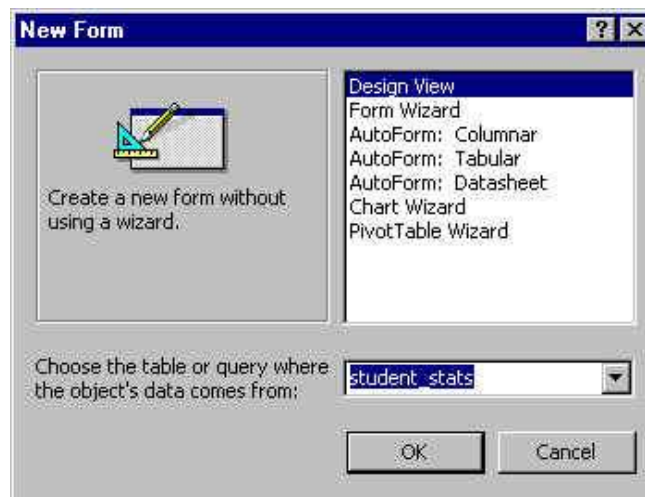 New Form
Create a new form without
using a wizard.
Design View
Form Wizard
AutoForm: Columnar
AutoForm: Tabular
AutoForm: Datasheet
Chart Wizard
PivotTable Wizard
Choose the table or query where
the object's data comes from:
student_stats
OK
Cancel